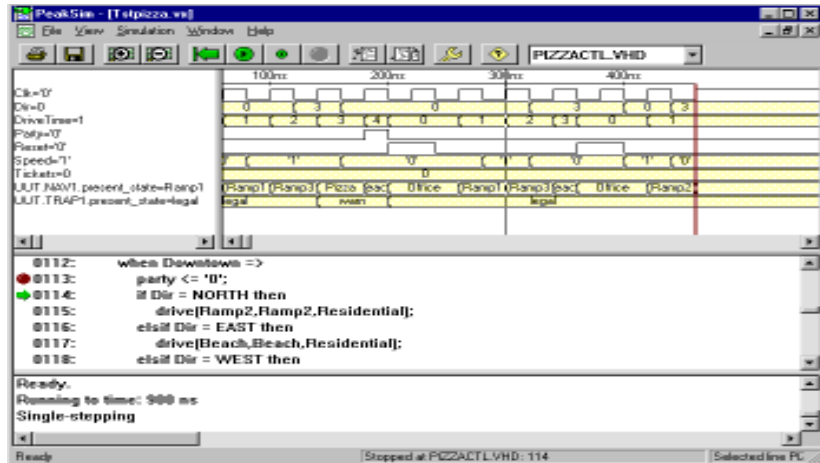 PeakSim - [Tstpizza.vs]
File View Simulation Window Help
PIZZACTL.VHD
100ns 200ns 300ns 400ns
Clk='0'
Dir=0 0 3 0 3 0 3
DriveTime=1 1 2 3 4 0 1 2 3 0 1
Party='0'
Reset='0'
Speed='1' '1' '0' '0' '1' '0'
Tickets=0 0
UUT.NAV1.present_state=Ramp1 Ramp1 Ramp3 Pizza Office Ramp1 Ramp3 Office Ramp2
UUT.TRAP1.present_state=legal legal warn legal
0112: when Downtown =>
0113: party <= '0';
0114: if Dir = NORTH then
0115: drive(Ramp2,Ramp2,Residential);
0116: elsif Dir = EAST then
0117: drive(Beach,Beach,Residential);
0118: elsif Dir = WEST then
Ready.
Running to time: 900 ns
Single-stepping
Ready Stopped at PIZZACTL.VHD: 114 Selected line PC